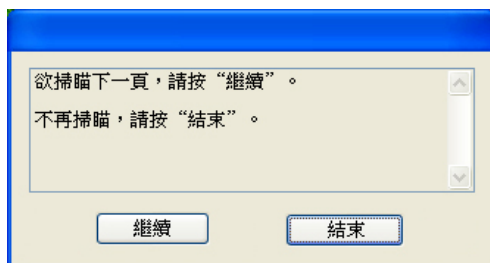 欲掃瞄下一頁，請按“繼續”。
不再掃瞄，請按“結束”。
繼續
結束